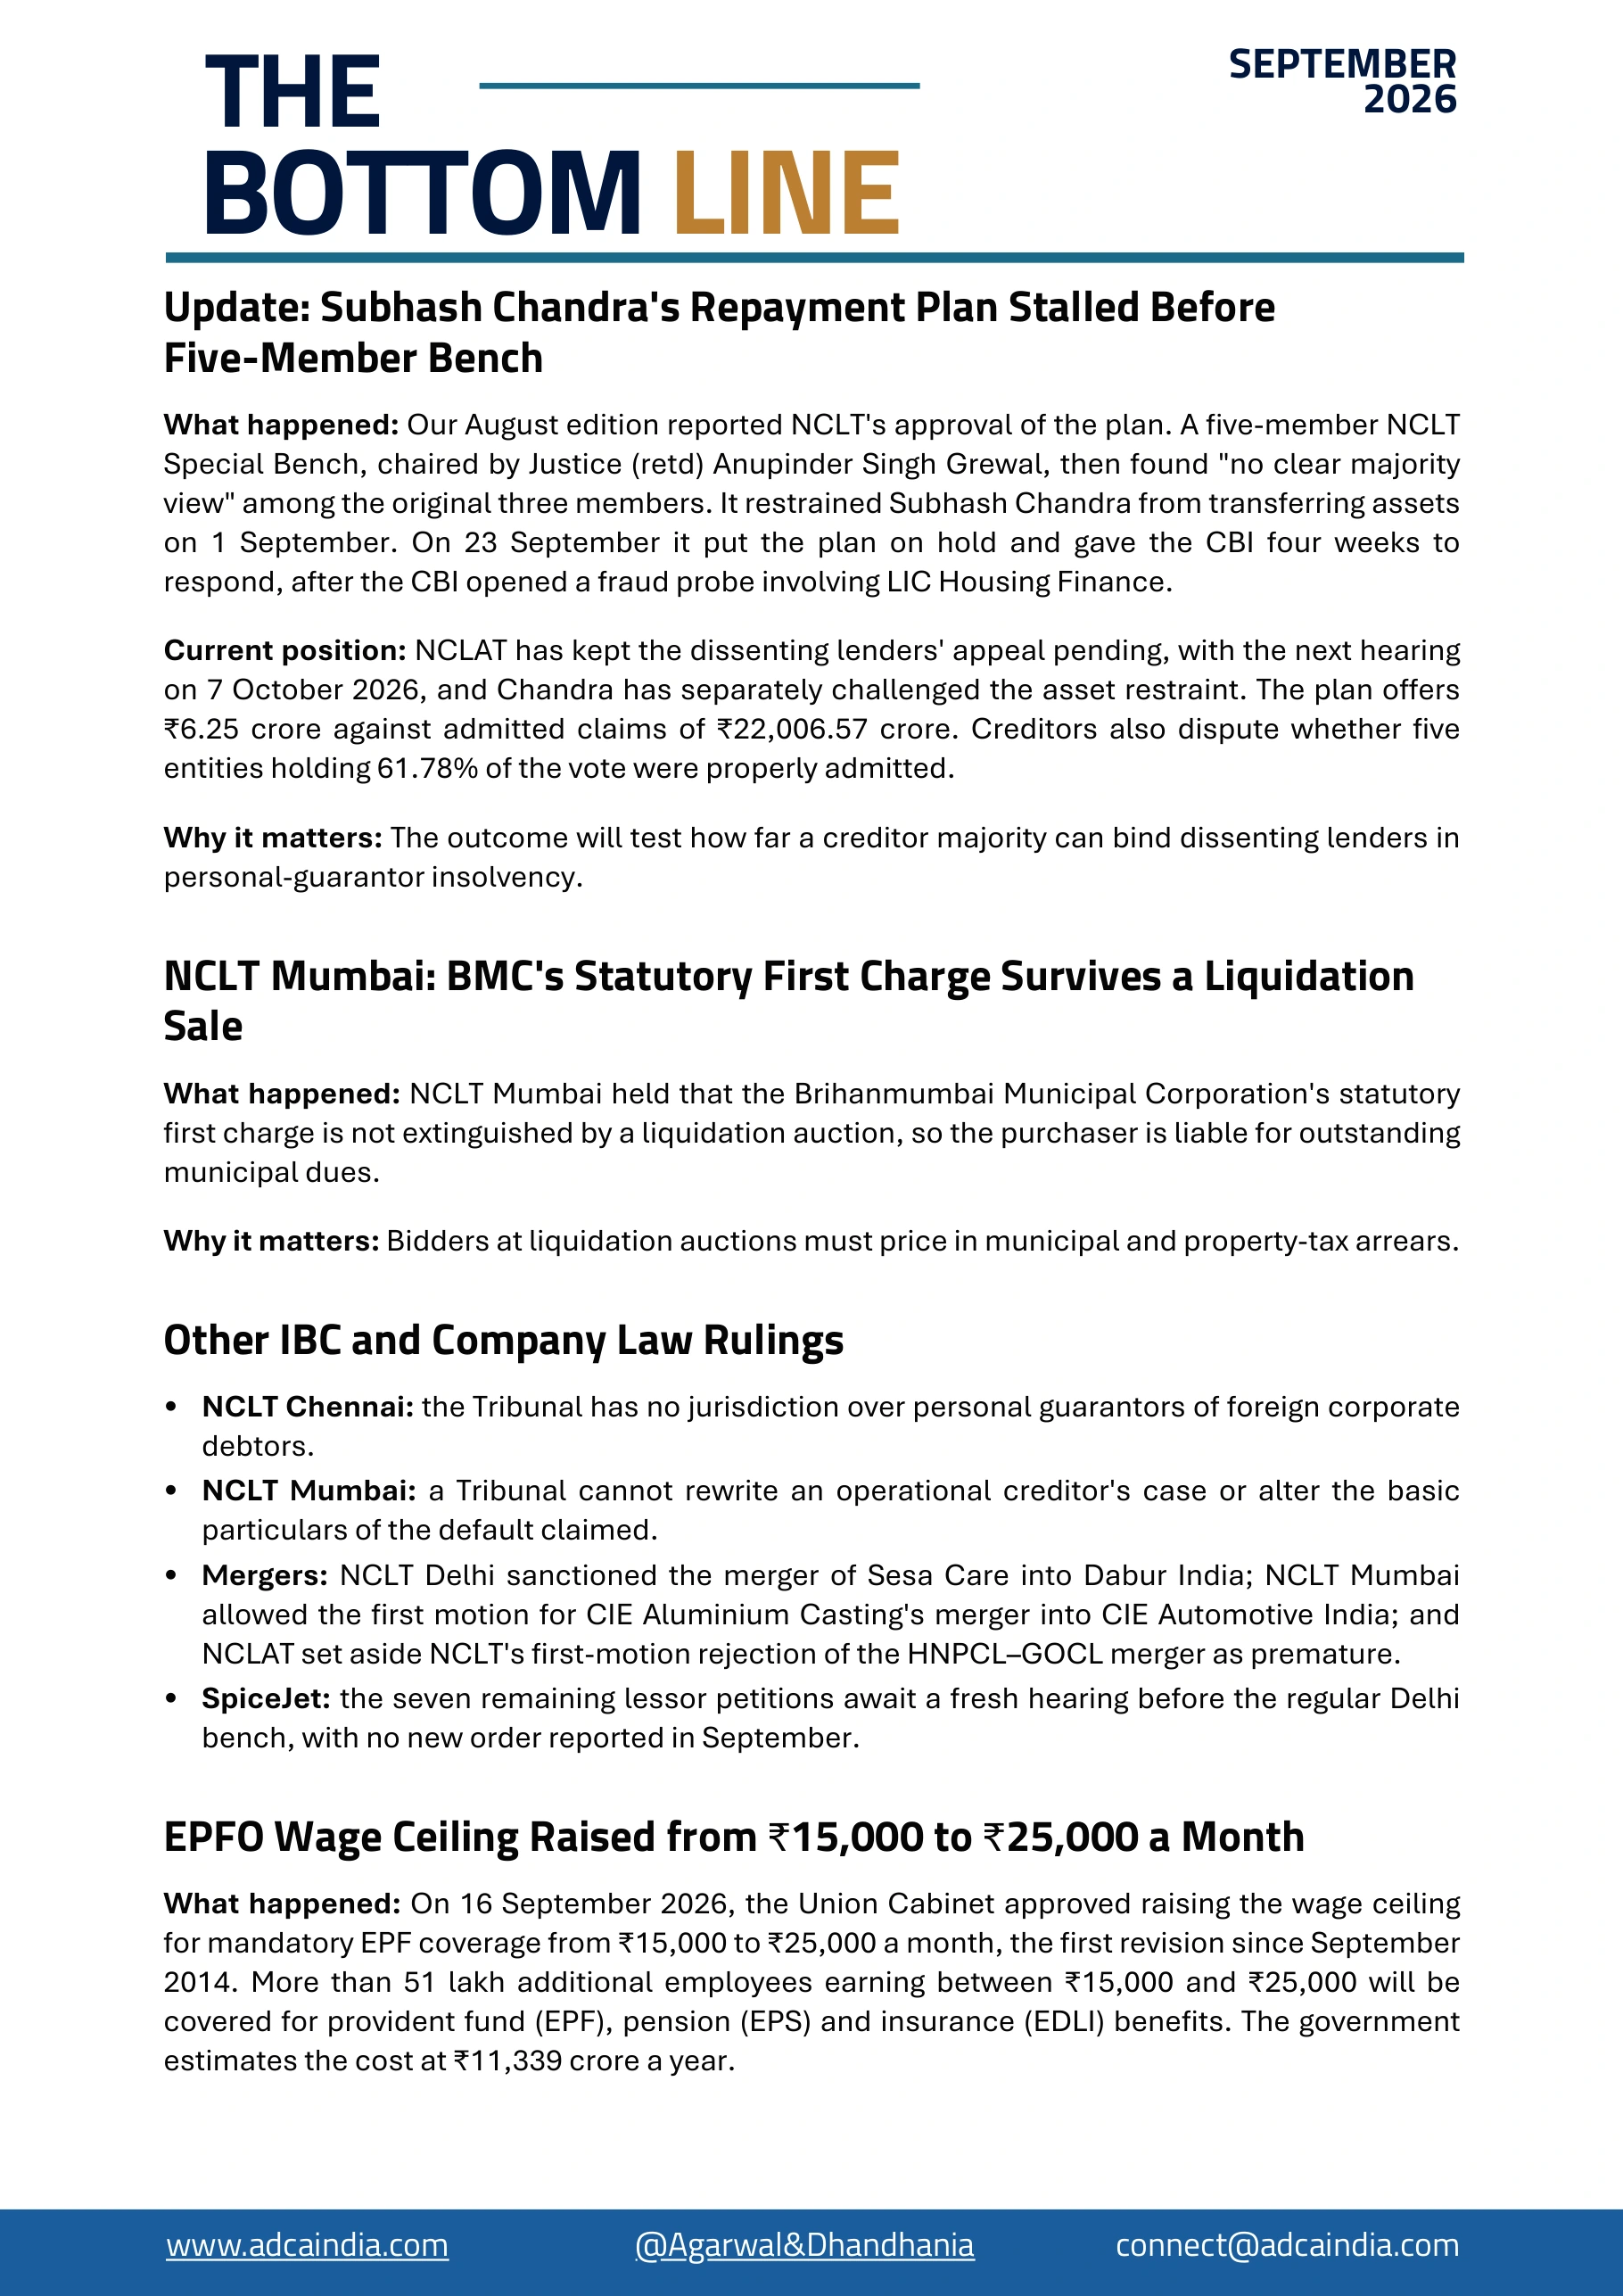 THE
BOTTOM LINE
SEPTEMBER
2026
Update: Subhash Chandra's Repayment Plan Stalled Before
Five-Member Bench
What happened: Our August edition reported NCLT's approval of the plan. A five-member NCLT
Special Bench, chaired by Justice (retd) Anupinder Singh Grewal, then found "no clear majority
view" among the original three members. It restrained Subhash Chandra from transferring assets
on 1 September. On 23 September it put the plan on hold and gave the CBI four weeks to
respond, after the CBI opened a fraud probe involving LIC Housing Finance.
Current position: NCLAT has kept the dissenting lenders' appeal pending, with the next hearing
on 7 October 2026, and Chandra has separately challenged the asset restraint. The plan offers
₹6.25 crore against admitted claims of ₹22,006.57 crore. Creditors also dispute whether five
entities holding 61.78% of the vote were properly admitted.
Why it matters: The outcome will test how far a creditor majority can bind dissenting lenders in
personal-guarantor insolvency.
NCLT Mumbai: BMC's Statutory First Charge Survives a Liquidation
Sale
What happened: NCLT Mumbai held that the Brihanmumbai Municipal Corporation's statutory
first charge is not extinguished by a liquidation auction, so the purchaser is liable for outstanding
municipal dues.
Why it matters: Bidders at liquidation auctions must price in municipal and property-tax arrears.
Other IBC and Company Law Rulings
• NCLT Chennai: the Tribunal has no jurisdiction over personal guarantors of foreign corporate
debtors.
• NCLT Mumbai: a Tribunal cannot rewrite an operational creditor's case or alter the basic
particulars of the default claimed.
• Mergers: NCLT Delhi sanctioned the merger of Sesa Care into Dabur India; NCLT Mumbai
allowed the first motion for CIE Aluminium Casting's merger into CIE Automotive India; and
NCLAT set aside NCLT's first-motion rejection of the HNPCL–GOCL merger as premature.
• SpiceJet: the seven remaining lessor petitions await a fresh hearing before the regular Delhi
bench, with no new order reported in September.
EPFO Wage Ceiling Raised from ₹15,000 to ₹25,000 a Month
What happened: On 16 September 2026, the Union Cabinet approved raising the wage ceiling
for mandatory EPF coverage from ₹15,000 to ₹25,000 a month, the first revision since September
2014. More than 51 lakh additional employees earning between ₹15,000 and ₹25,000 will be
covered for provident fund (EPF), pension (EPS) and insurance (EDLI) benefits. The government
estimates the cost at ₹11,339 crore a year.
www.adcaindia.com
@Agarwal&Dhandhania
connect@adcaindia.com